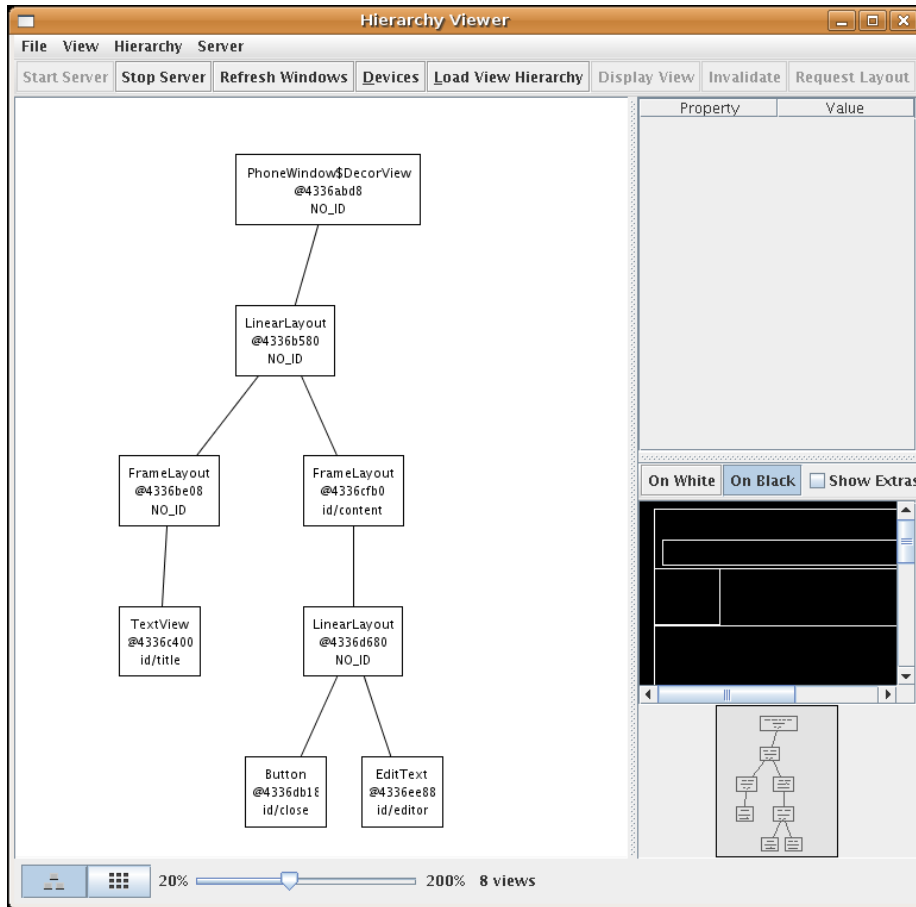 Hierarchy Viewer
File View Hierarchy Server
Start Server Stop Server Refresh Windows Devices Load View Hierarchy Display View Invalidate Request Layout
Property Value
PhoneWindow$DecorView
@4336abd8
NO_ID
LinearLayout
@4336b580
NO_ID
FrameLayout
@4336be08
NO_ID
FrameLayout
@4336cfb0
id/content
TextView
@4336c400
id/title
LinearLayout
@4336d680
NO_ID
Button
@4336db18
id/close
EditText
@4336ee88
id/editor
On White On Black Show Extras
20% 200% 8 views